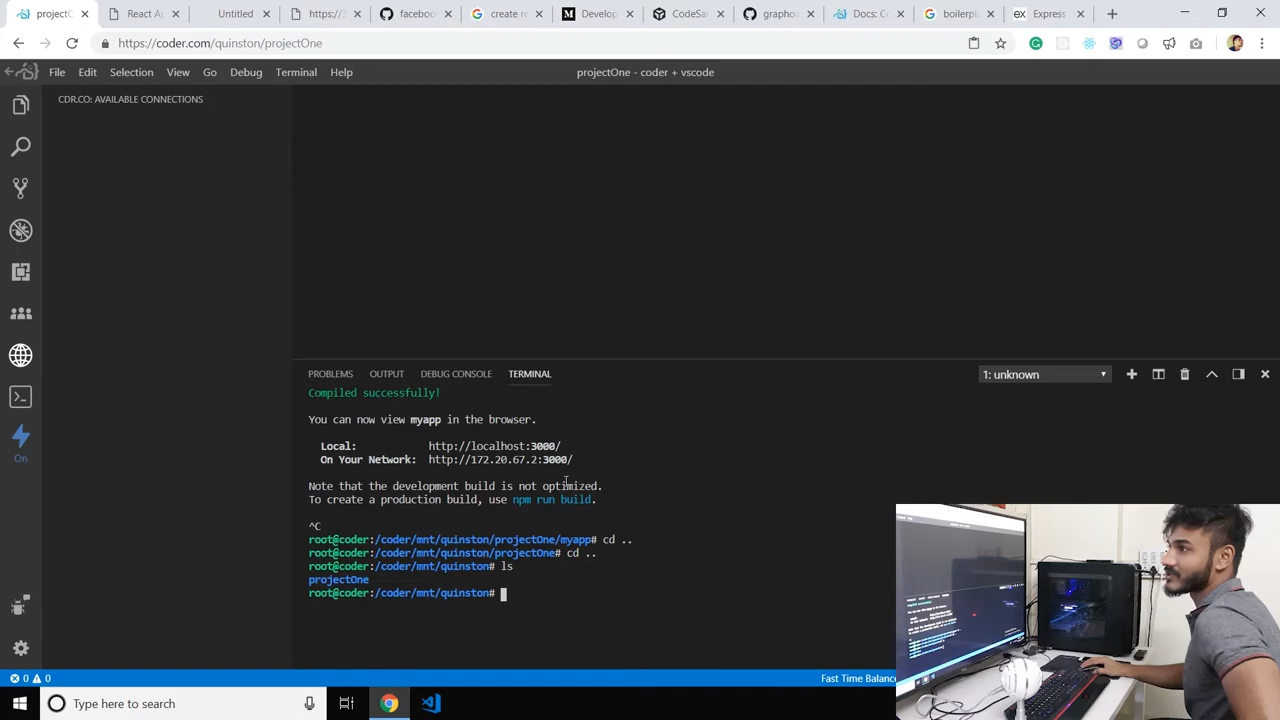 projectO
React Ap
Untitled
https://3
facebook
create re
Develop
CodeSan
graphoa
Docs: Co
boilerpl
Express
https://coder.com/quinston/projectOne
File Edit Selection View Go Debug Terminal Help
projectOne - coder + vscode
CDR.CO: AVAILABLE CONNECTIONS
PROBLEMS OUTPUT DEBUG CONSOLE TERMINAL
1: unknown
Compiled successfully!
You can now view myapp in the browser.
Local: http://localhost:3000/
On Your Network: http://172.20.67.2:3000/
Note that the development build is not optimized.
To create a production build, use npm run build.
^C
root@coder:/coder/mnt/quinston/projectOne/myapp# cd ..
root@coder:/coder/mnt/quinston/projectOne# cd ..
root@coder:/coder/mnt/quinston# ls
projectOne
root@coder:/coder/mnt/quinston#
On
0 0
Fast Time Balance
Type here to search